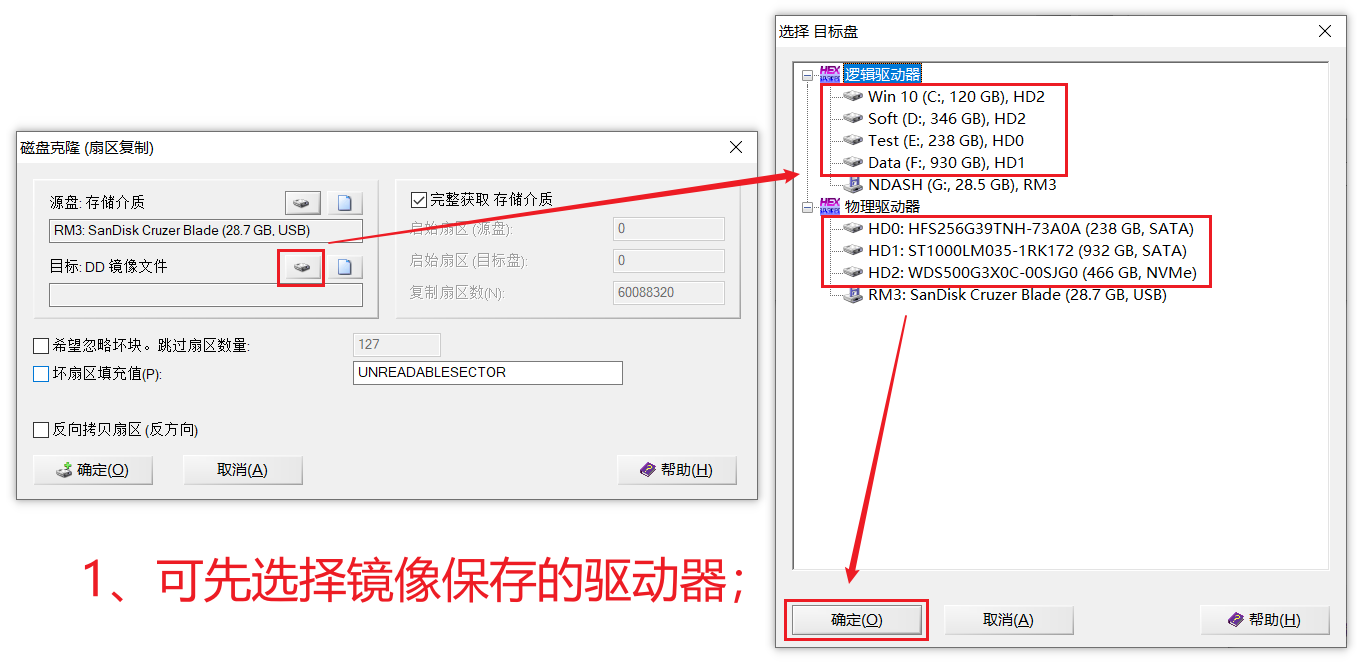 磁盘克隆 (扇区复制)
源盘: 存储介质
RM3: SanDisk Cruzer Blade (28.7 GB, USB)
目标: DD 镜像文件
完整获取 存储介质
启始扇区 (源盘):
0
启始扇区 (目标盘):
0
复制扇区数(N):
60088320
希望忽略坏块。跳过扇区数量:
127
坏扇区填充值(P):
UNREADABLESECTOR
反向拷贝扇区 (反方向)
确定(O)
取消(A)
帮助(H)
1、可先选择镜像保存的驱动器；
选择 目标盘
逻辑驱动器
Win 10 (C:, 120 GB), HD2
Soft (D:, 346 GB), HD2
Test (E:, 238 GB), HD0
Data (F:, 930 GB), HD1
NDASH (G:, 28.5 GB), RM3
物理驱动器
HD0: HFS256G39TNH-73A0A (238 GB, SATA)
HD1: ST1000LM035-1RK172 (932 GB, SATA)
HD2: WDS500G3X0C-00SJG0 (466 GB, NVMe)
RM3: SanDisk Cruzer Blade (28.7 GB, USB)
确定(O)
取消(A)
帮助(H)